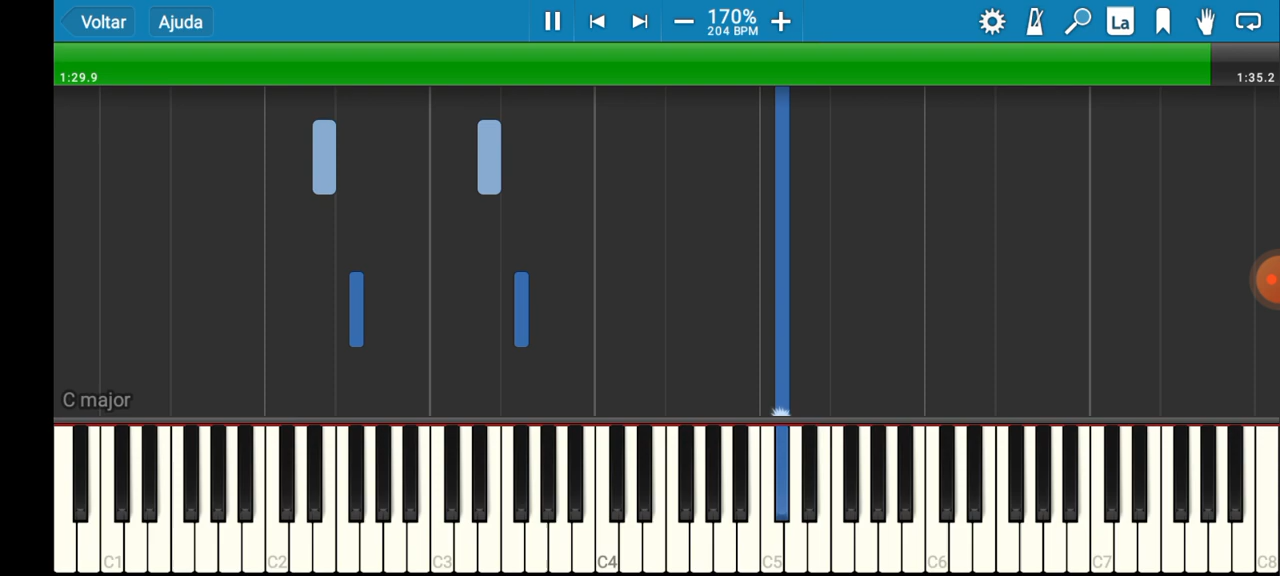 Voltar
Ajuda
170%
204 BPM
La
1:29.9
1:35.2
C major
C1
C2
C3
C4
C5
C6
C7
C8